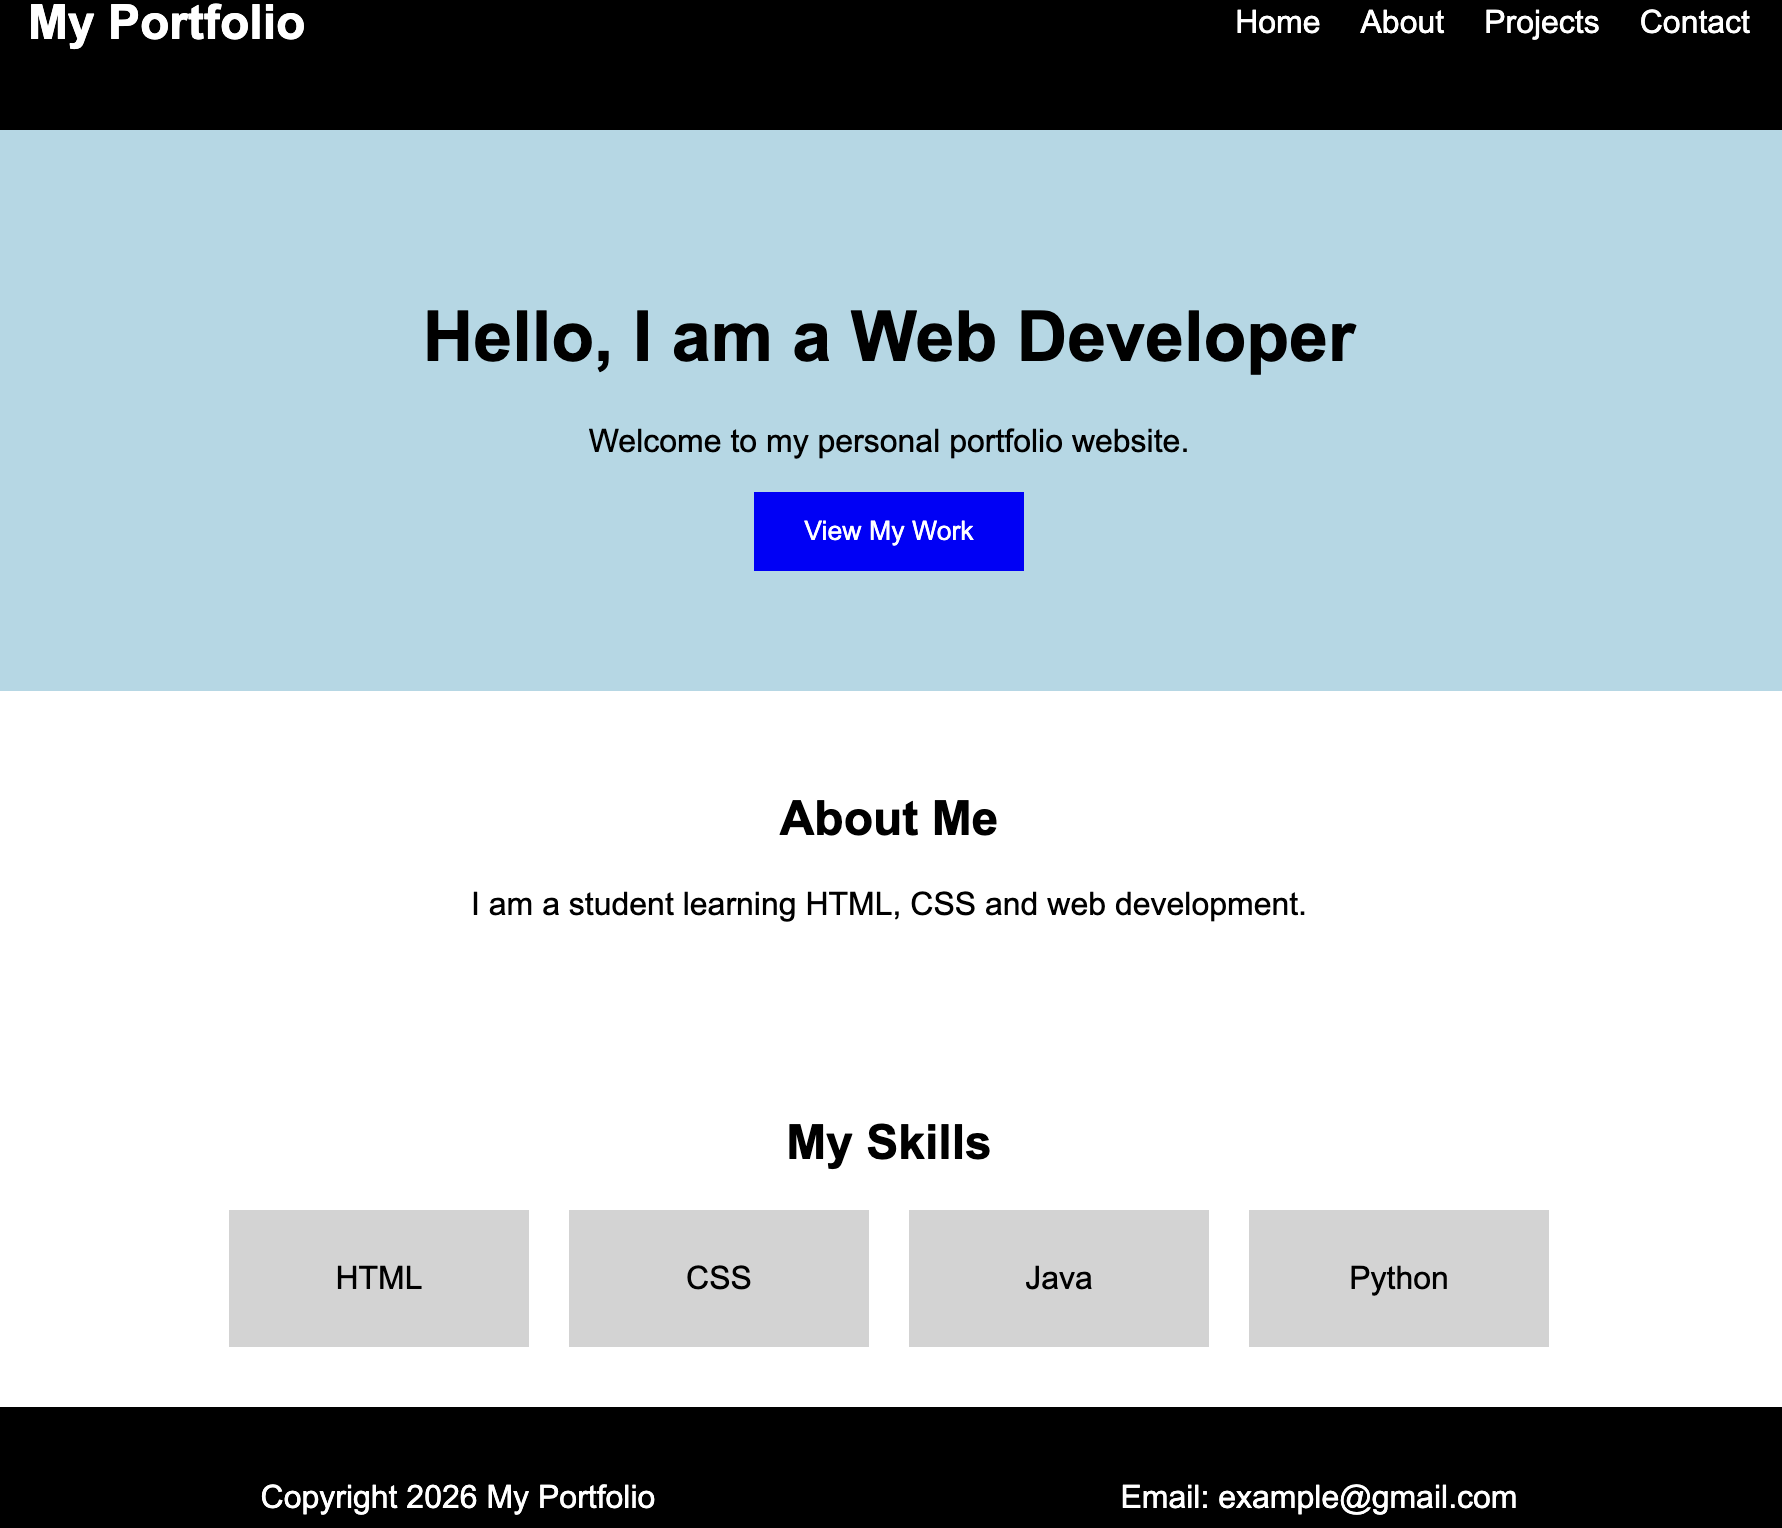 My Portfolio
Home About Projects Contact
Hello, I am a Web Developer
Welcome to my personal portfolio website.
View My Work
About Me
I am a student learning HTML, CSS and web development.
My Skills
HTML
CSS
Java
Python
Copyright 2026 My Portfolio
Email: example@gmail.com